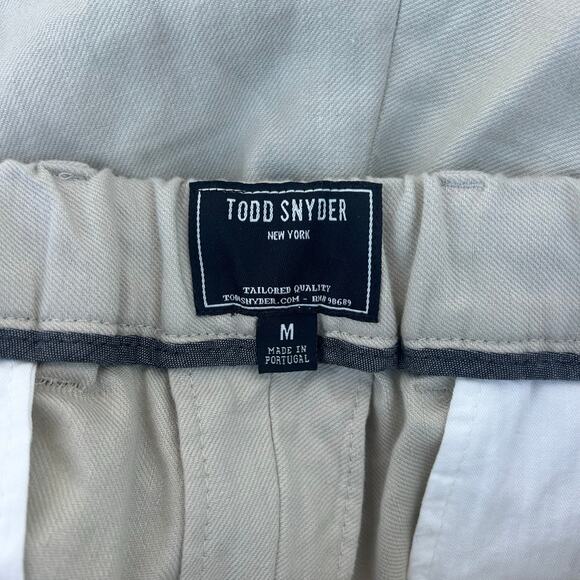 TODD SNYDER
NEW YORK
TAILORED QUALITY
TODDSNYDER.COM - RN# 98689
M
MADE IN
PORTUGAL